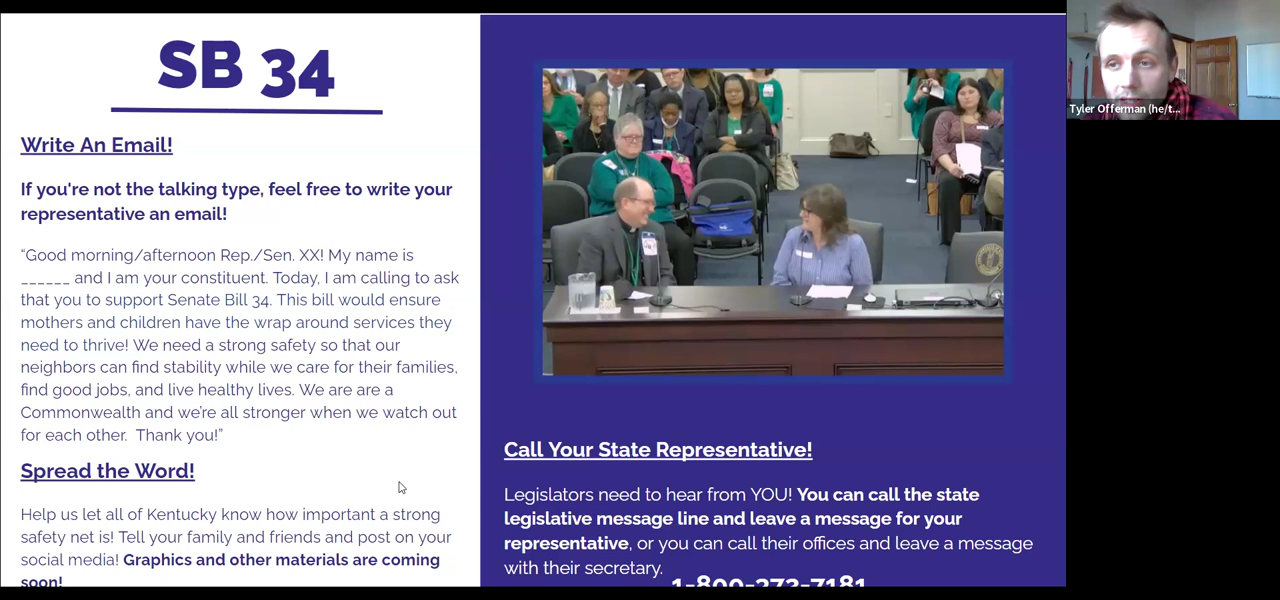 SB 34
Write An Email!
If you're not the talking type, feel free to write your
representative an email!
“Good morning/afternoon Rep./Sen. XX! My name is
______ and I am your constituent. Today, I am calling to ask
that you to support Senate Bill 34. This bill would ensure
mothers and children have the wrap around services they
need to thrive! We need a strong safety so that our
neighbors can find stability while we care for their families,
find good jobs, and live healthy lives. We are are a
Commonwealth and we’re all stronger when we watch out
for each other.  Thank you!”
Spread the Word!
Help us let all of Kentucky know how important a strong
safety net is! Tell your family and friends and post on your
social media! Graphics and other materials are coming
soon!
Call Your State Representative!
Legislators need to hear from YOU! You can call the state
legislative message line and leave a message for your
representative, or you can call their offices and leave a message
with their secretary.
1-800-372-7181
Tyler Offerman (he/t...